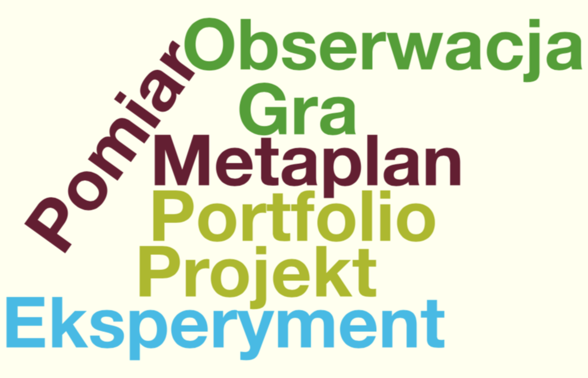 Obserwacja
Pomiar
Gra
Metaplan
Portfolio
Projekt
Eksperyment